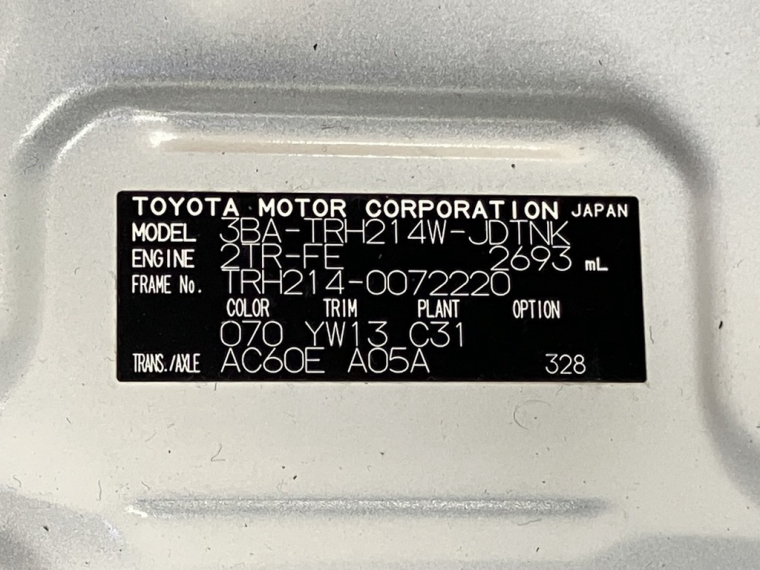 TOYOTA MOTOR CORPORATION JAPAN
MODEL 3BA-TRH214W-JDTNK
ENGINE 2TR-FE 2693 mL
FRAME No. TRH214-0072220
COLOR TRIM PLANT OPTION
070 YW13 C31
TRANS./AXLE AC60E A05A 328